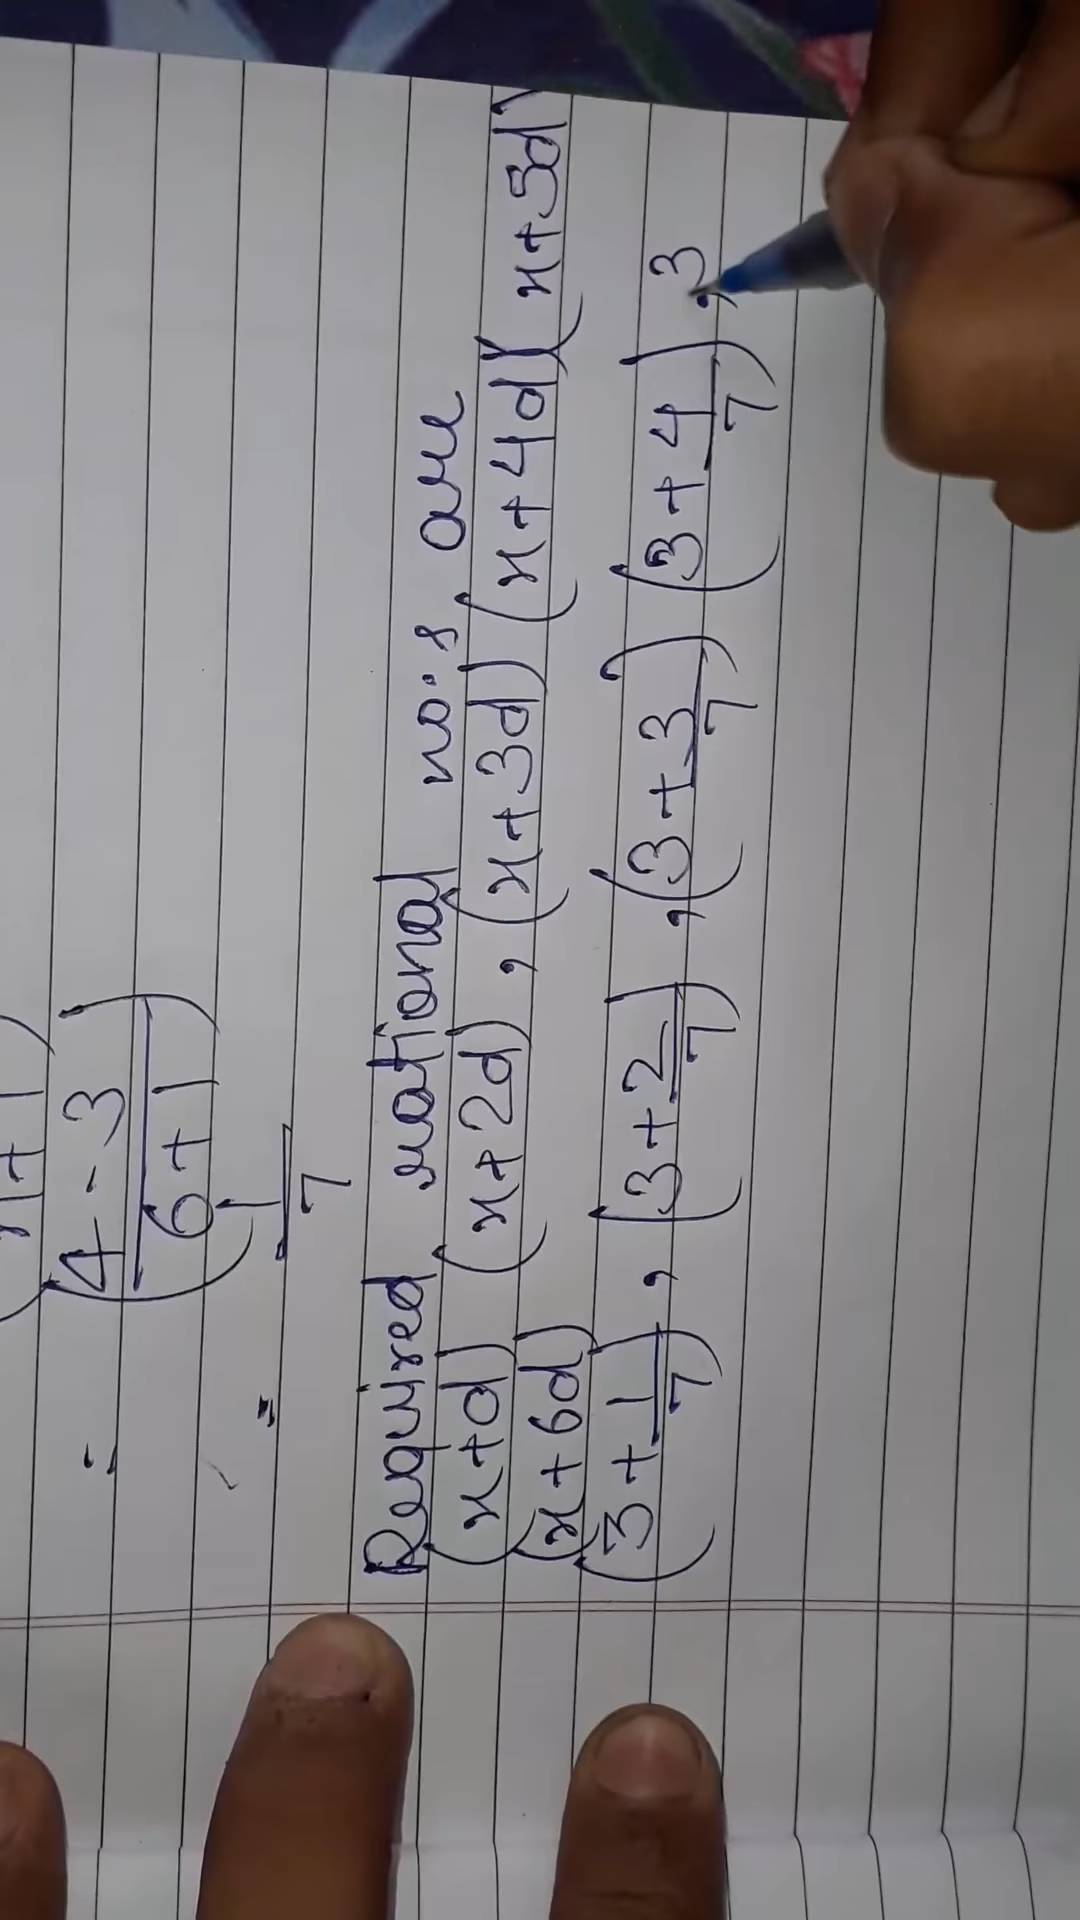 n+1)
(4-3)
=
(6+1)
= 1
7
Required rational no.s are
(x+d) (x+2d), (x+3d) (x+4d) (x+5d)
(x+6d)
(3+1/7), (3+2/7), (3+3/7) (3+4/7), 3